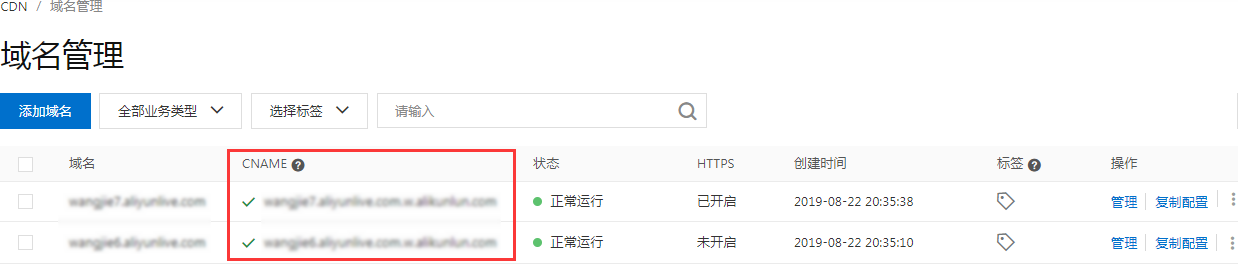 CDN / 域名管理
域名管理
添加域名 全部业务类型 选择标签 请输入
域名 CNAME ? 状态 HTTPS 创建时间 标签 ? 操作
wangjie7.aliyunlive.com wangjie7.aliyunlive.com.w.alikunlun.com 正常运行 已开启 2019-08-22 20:35:38 管理 复制配置
wangjie6.aliyunlive.com wangjie6.aliyunlive.com.w.alikunlun.com 正常运行 未开启 2019-08-22 20:35:10 管理 复制配置